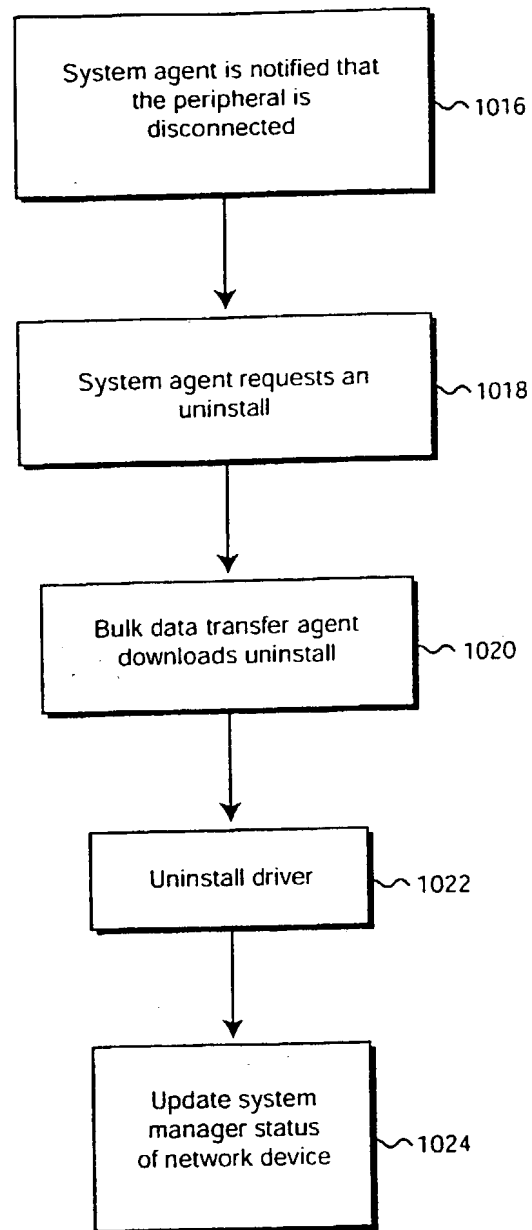 System agent is notified that
the peripheral is
disconnected
1016
System agent requests an
uninstall
1018
Bulk data transfer agent
downloads uninstall
1020
Uninstall driver
1022
Update system
manager status
of network device
1024